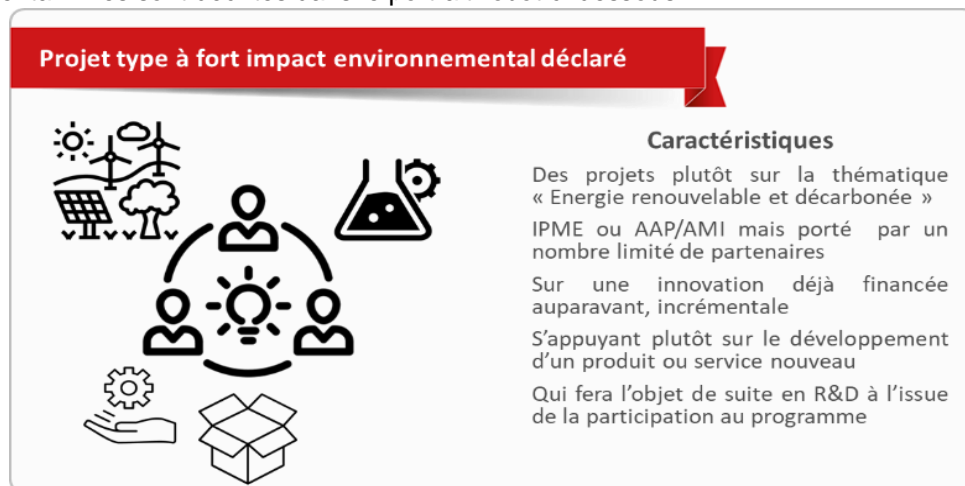 Projet type à fort impact environnemental déclaré
Caractéristiques
Des projets plutôt sur la thématique
« Energie renouvelable et décarbonée »
IPME ou AAP/AMI mais porté par un
nombre limité de partenaires
Sur une innovation déjà financée
auparavant, incrémentale
S’appuyant plutôt sur le développement
d’un produit ou service nouveau
Qui fera l’objet de suite en R&D à l’issue
de la participation au programme